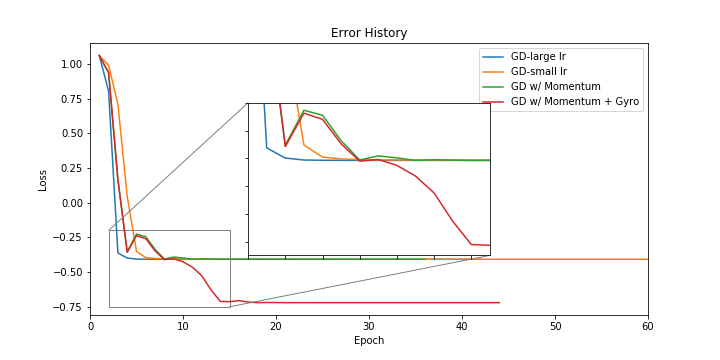 Error History
GD-large lr
GD-small lr
GD w/ Momentum
GD w/ Momentum + Gyro
1.00
0.75
0.50
0.25
0.00
−0.25
−0.50
−0.75
Loss
0 10 20 30 40 50 60
Epoch